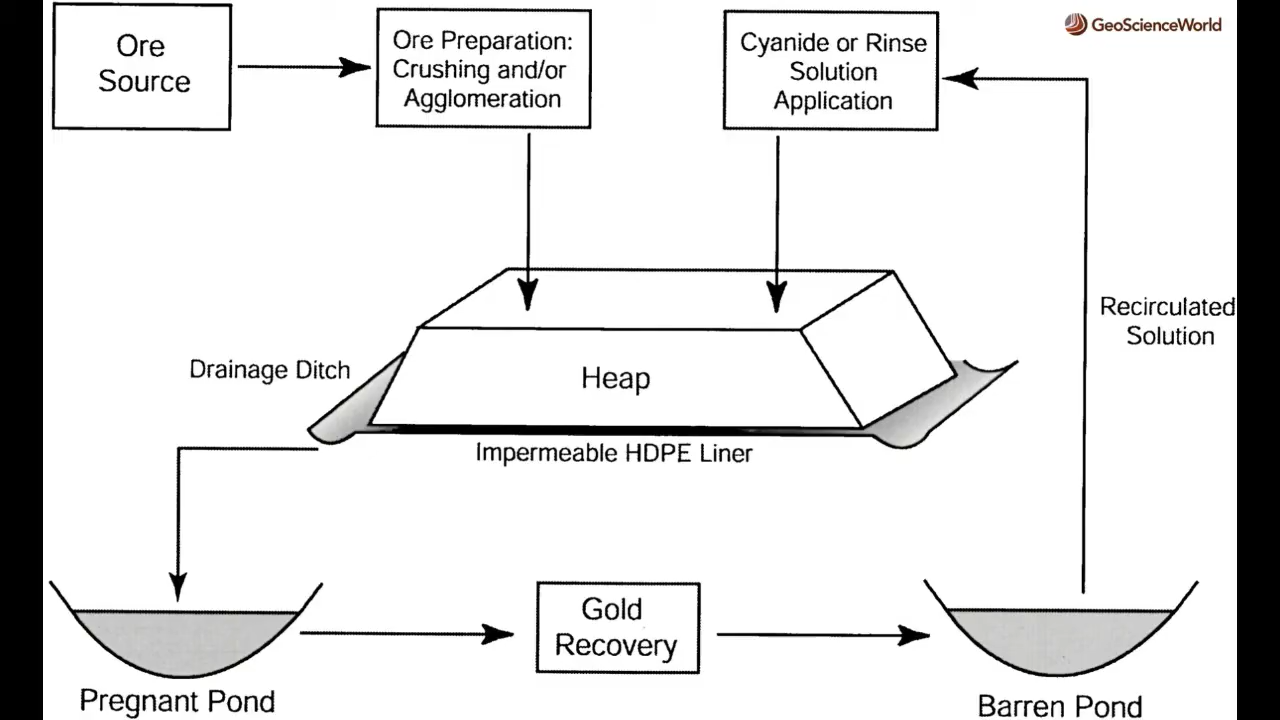 Ore
Source
Ore Preparation:
Crushing and/or
Agglomeration
Cyanide or Rinse
Solution
Application
GeoScienceWorld
Recirculated
Solution
Drainage Ditch
Heap
Impermeable HDPE Liner
Gold
Recovery
Pregnant Pond
Barren Pond